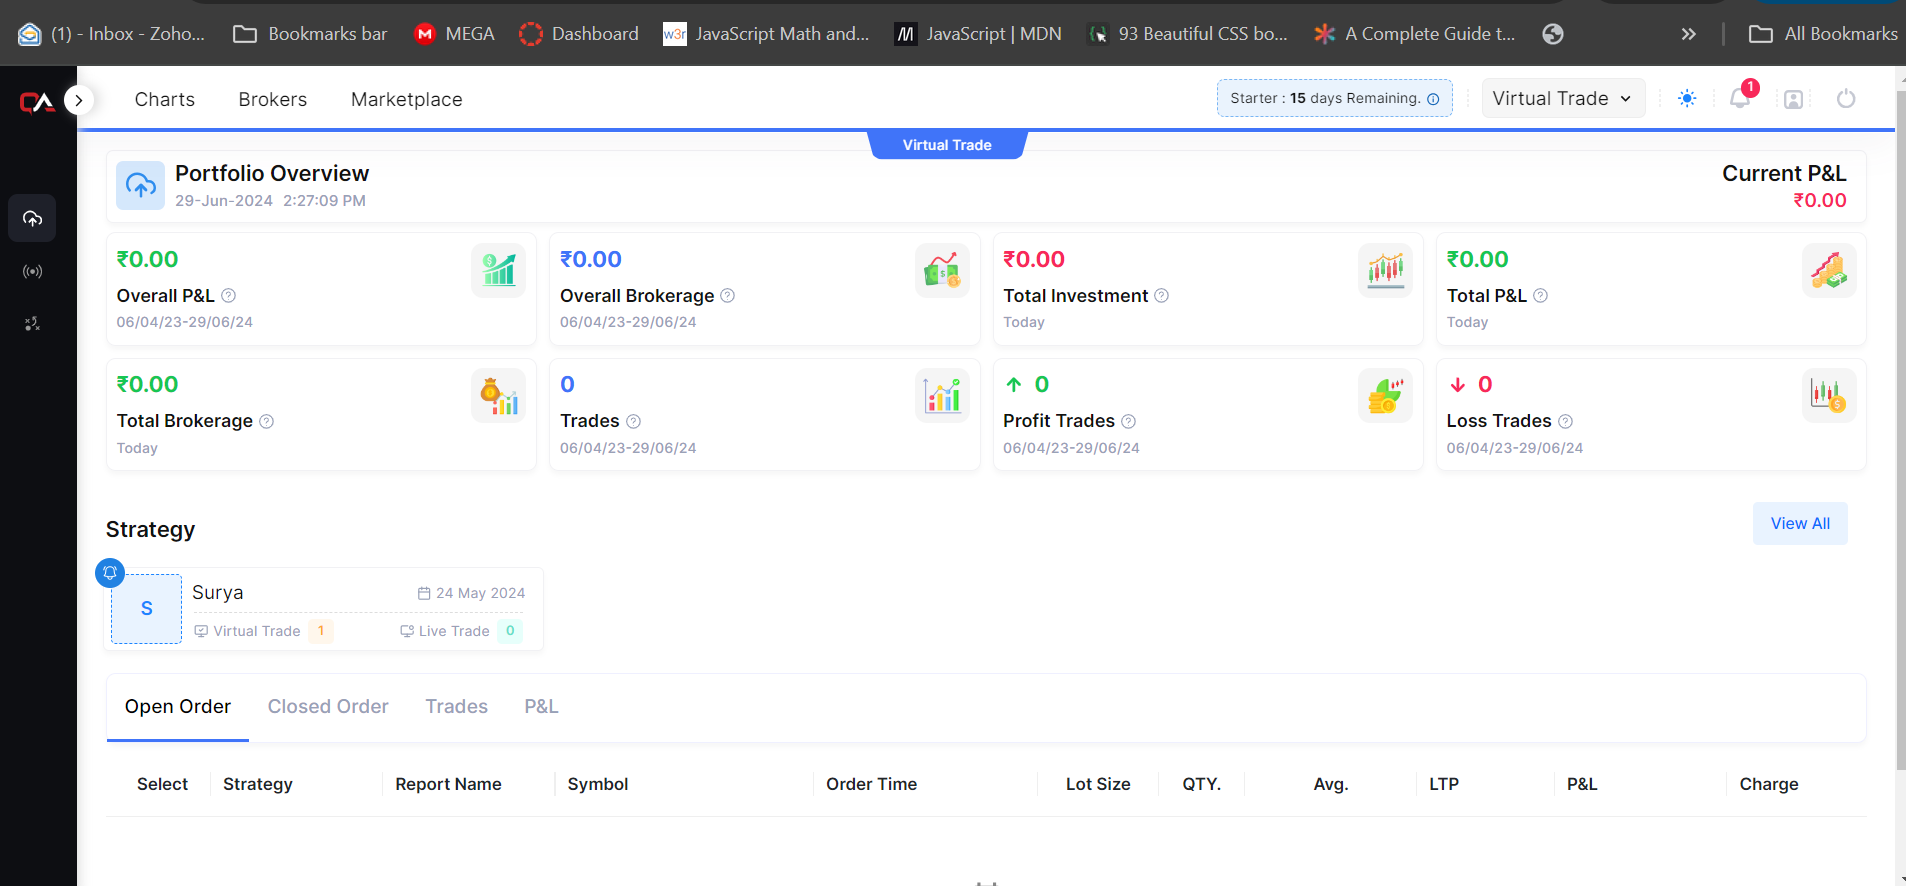 (1) - Inbox - Zoho...
Bookmarks bar
MEGA
Dashboard
w3r JavaScript Math and...
JavaScript | MDN
93 Beautiful CSS bo...
A Complete Guide t...
All Bookmarks
Charts
Brokers
Marketplace
Starter : 15 days Remaining.
Virtual Trade
1
Virtual Trade
Portfolio Overview
29-Jun-2024 2:27:09 PM
Current P&L
₹0.00
₹0.00
Overall P&L
06/04/23-29/06/24
₹0.00
Overall Brokerage
06/04/23-29/06/24
₹0.00
Total Investment
Today
₹0.00
Total P&L
Today
₹0.00
Total Brokerage
Today
0
Trades
06/04/23-29/06/24
0
Profit Trades
06/04/23-29/06/24
0
Loss Trades
06/04/23-29/06/24
Strategy
View All
S
Surya
24 May 2024
Virtual Trade 1
Live Trade 0
Open Order
Closed Order
Trades
P&L
Select
Strategy
Report Name
Symbol
Order Time
Lot Size
QTY.
Avg.
LTP
P&L
Charge